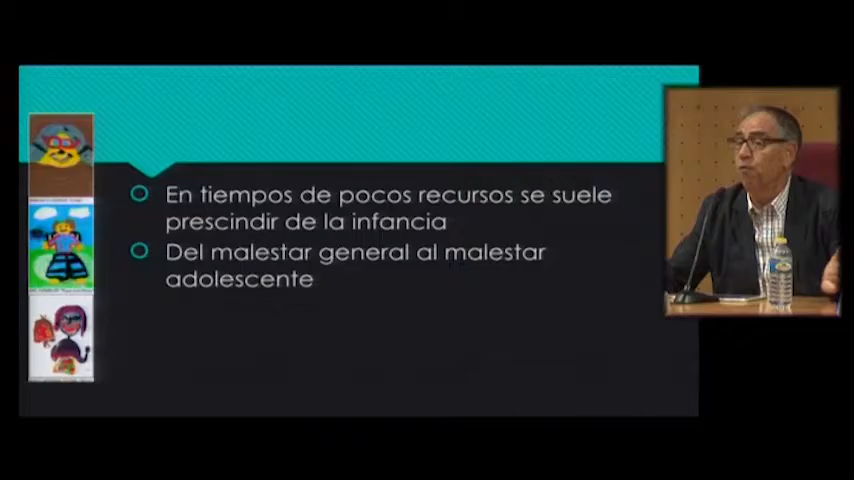 En tiempos de pocos recursos se suele
prescindir de la infancia
Del malestar general al malestar
adolescente